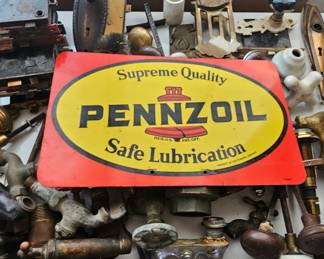 Supreme Quality
PENNZOIL
Safe Lubrication